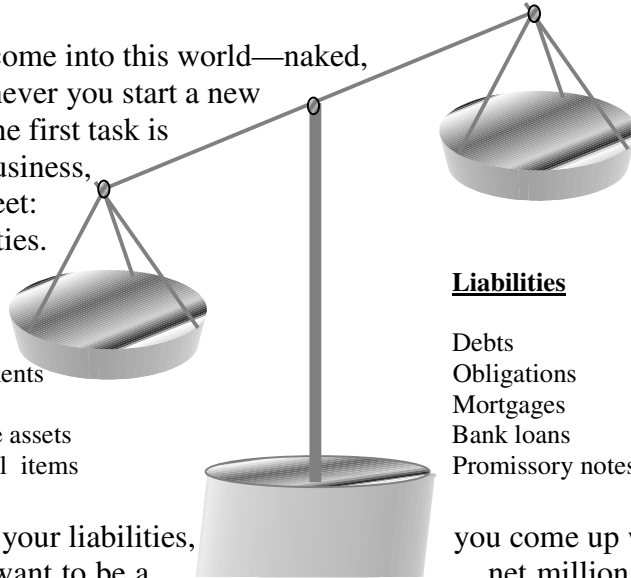 come into this world—naked,
never you start a new
he first task is
usiness,
eet:
ties.
Liabilities
ents
Debts
Obligations
Mortgages
e assets
Bank loans
l items
Promissory notes
your liabilities,
you come up
want to be a
net million